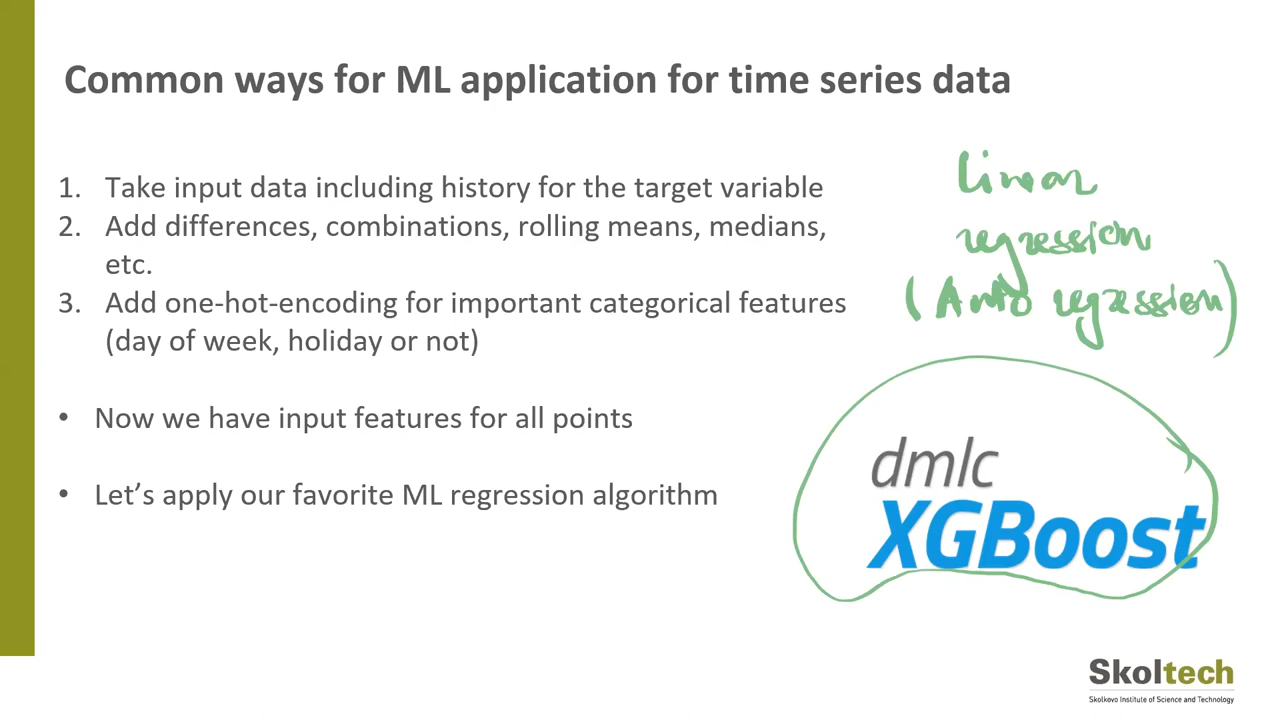 Common ways for ML application for time series data
1. Take input data including history for the target variable
2. Add differences, combinations, rolling means, medians,
etc.
3. Add one-hot-encoding for important categorical features
(day of week, holiday or not)
• Now we have input features for all points
• Let's apply our favorite ML regression algorithm
Linear
regression
(Auto regression)
dmlc
XGBoost
Skoltech
Skolkovo Institute of Science and Technology